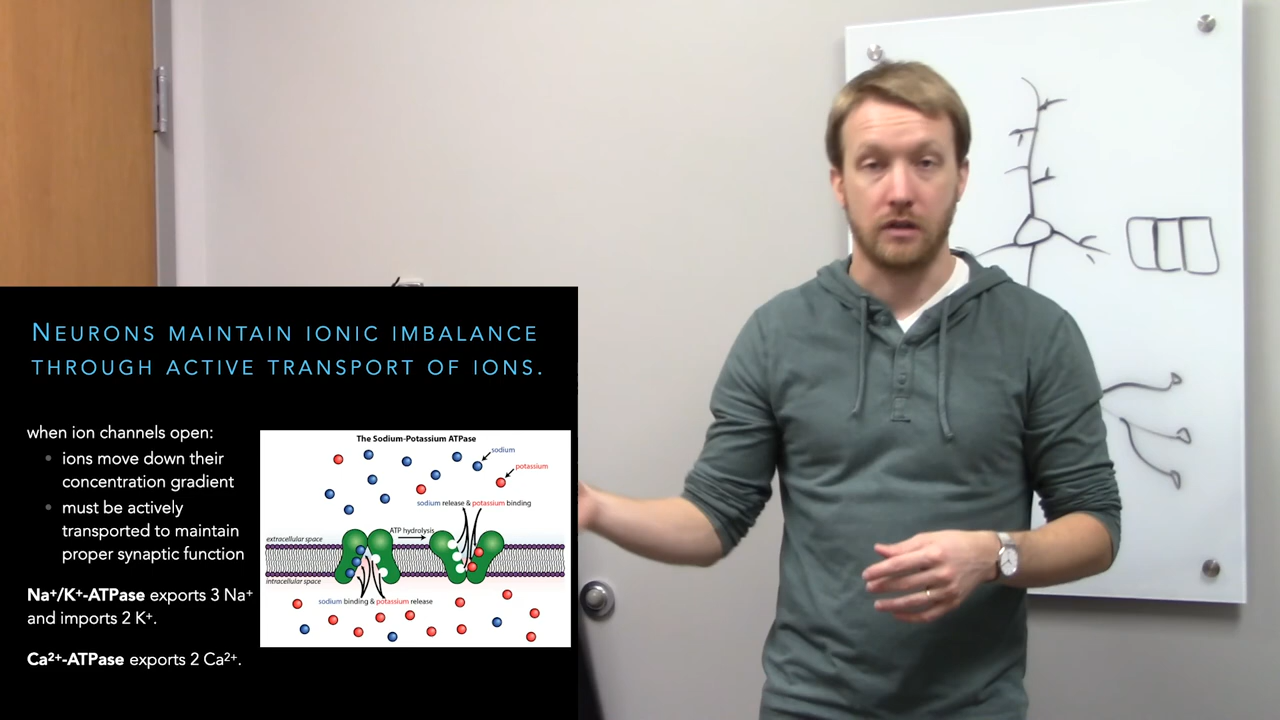 NEURONS MAINTAIN IONIC IMBALANCE
THROUGH ACTIVE TRANSPORT OF IONS.
when ion channels open:
• ions move down their
concentration gradient
• must be actively
transported to maintain
proper synaptic function
Na⁺/K⁺-ATPase exports 3 Na⁺
and imports 2 K⁺.
Ca²⁺-ATPase exports 2 Ca²⁺.
The Sodium-Potassium ATPase
sodium
potassium
sodium release & potassium binding
ATP hydrolysis
extracellular space
intracellular space
sodium binding & potassium release